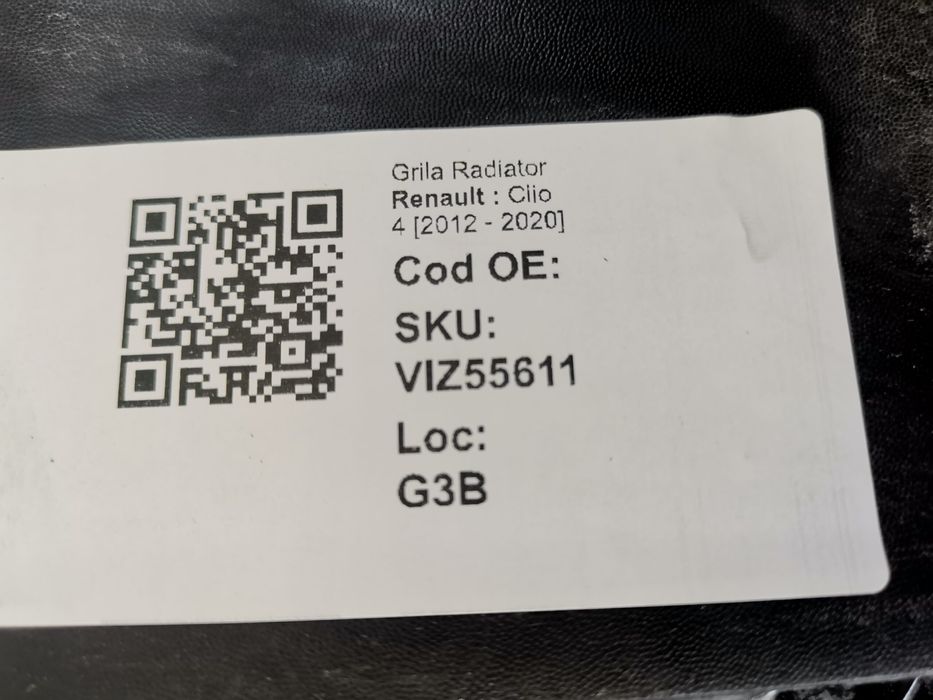 Grila Radiator
Renault : Clio
4 [2012 - 2020]
Cod OE:
SKU:
VIZ55611
Loc:
G3B